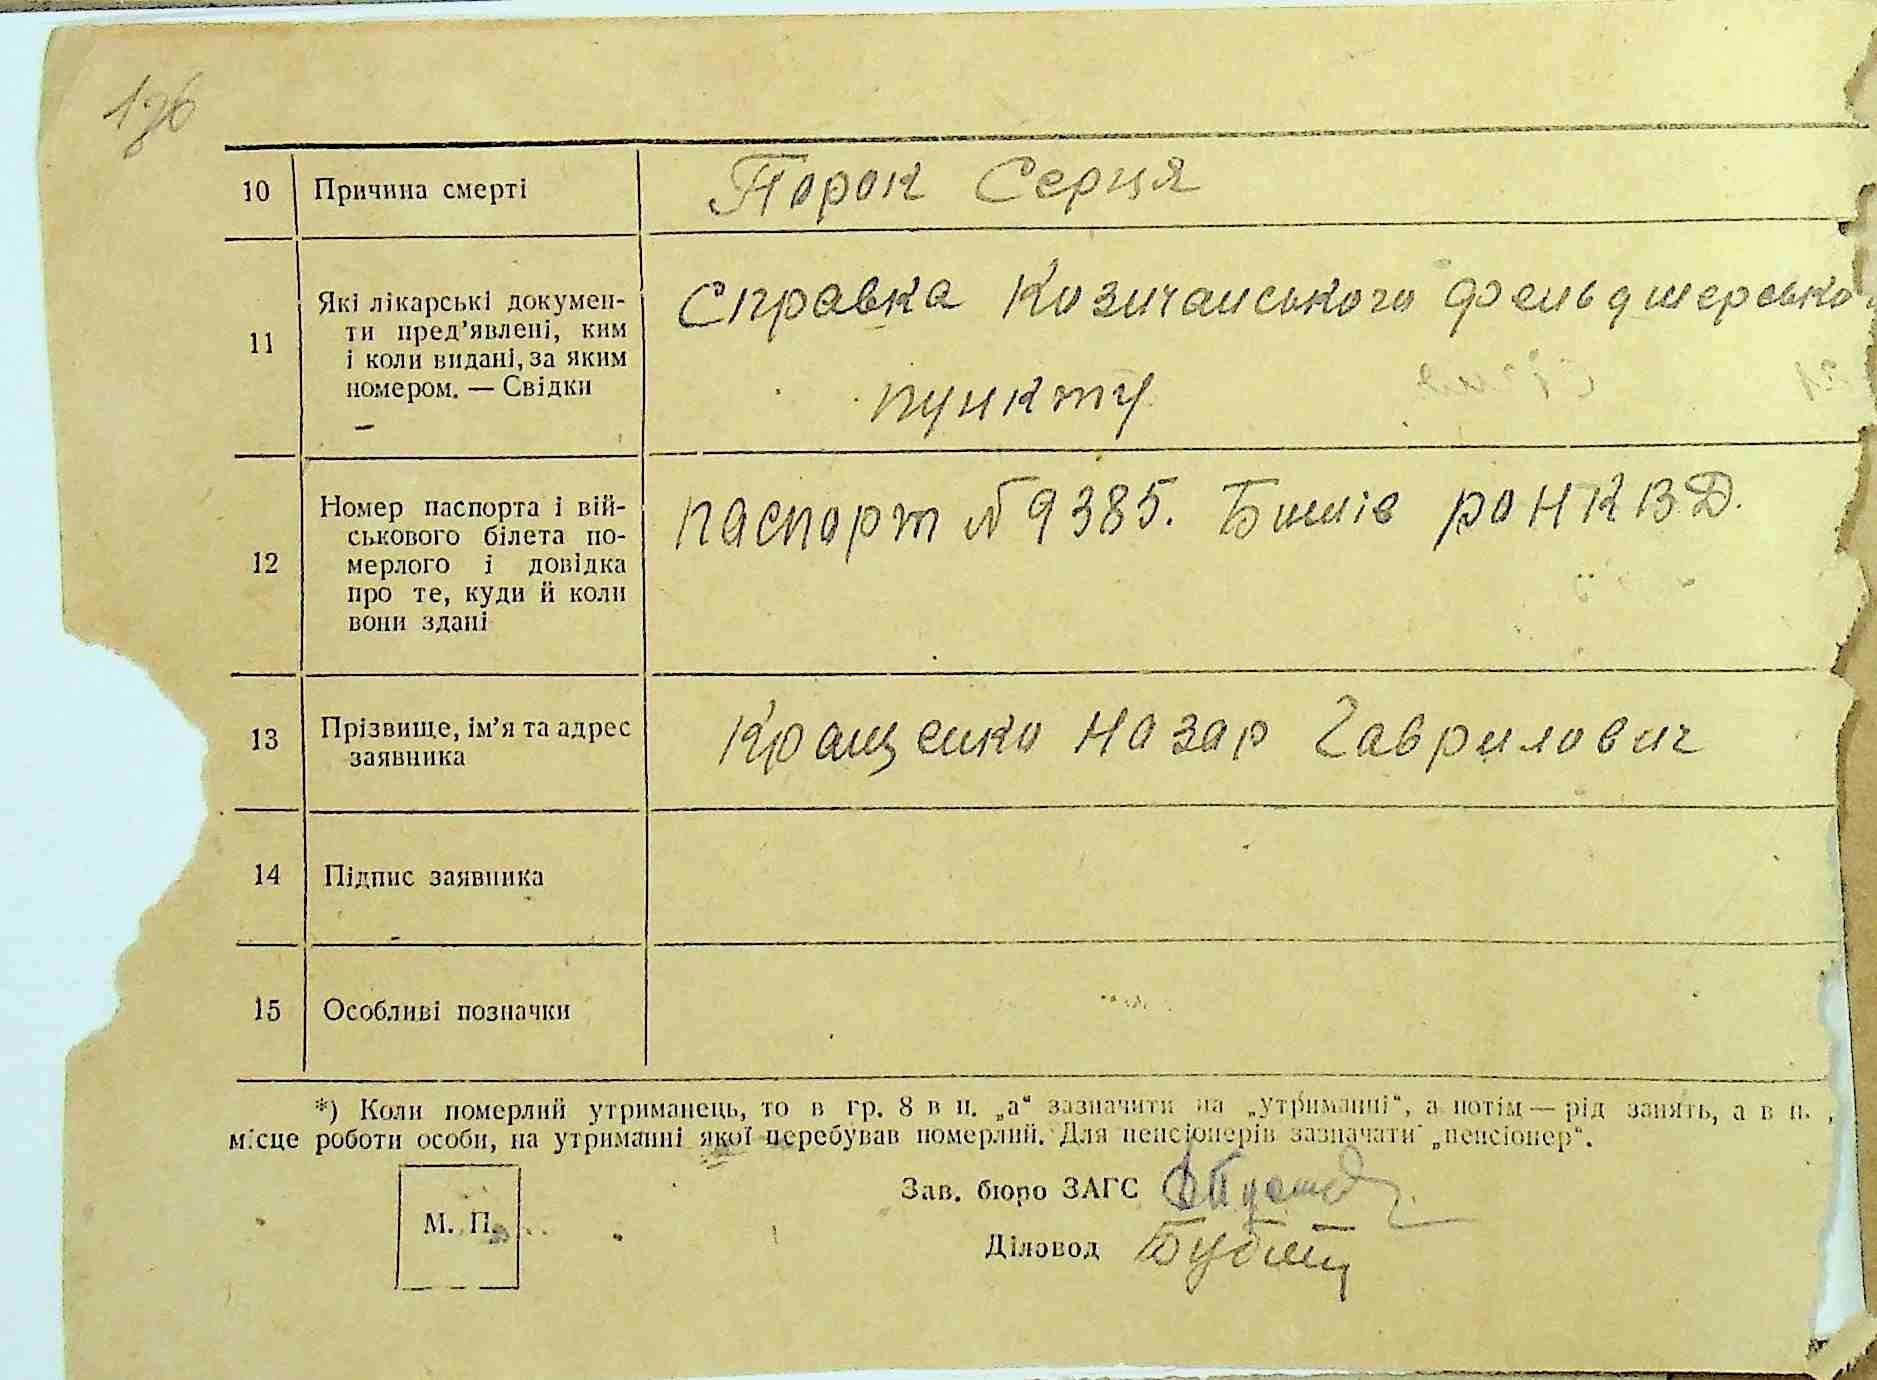 176
10 Причина смерті Порок Серця
11 Які лікарські докумен-
ти пред'явлені, ким
і коли видані, за яким
номером. — Свідки
Справка Козичанського фельдшерсько
пункту
12 Номер паспорта і вій-
ськового білета по-
мерлого і довідка
про те, куди й коли
вони здані
паспорт № 9385. Бишів РОНКВД.
13 Прізвище, ім'я та адрес
заявника
Кращенко Назар Гаврилович
14 Підпис заявника
15 Особливі позначки
*) Коли померлий утриманець, то в гр. 8 в п. „а“ зазначити на „утриманні“, а потім — рід занять, а в п.
місце роботи особи, на утриманні якої перебував померлий. Для пенсіонерів зазначати „пенсіонер“.
М. П.
Зав. бюро ЗАГС
Діловод